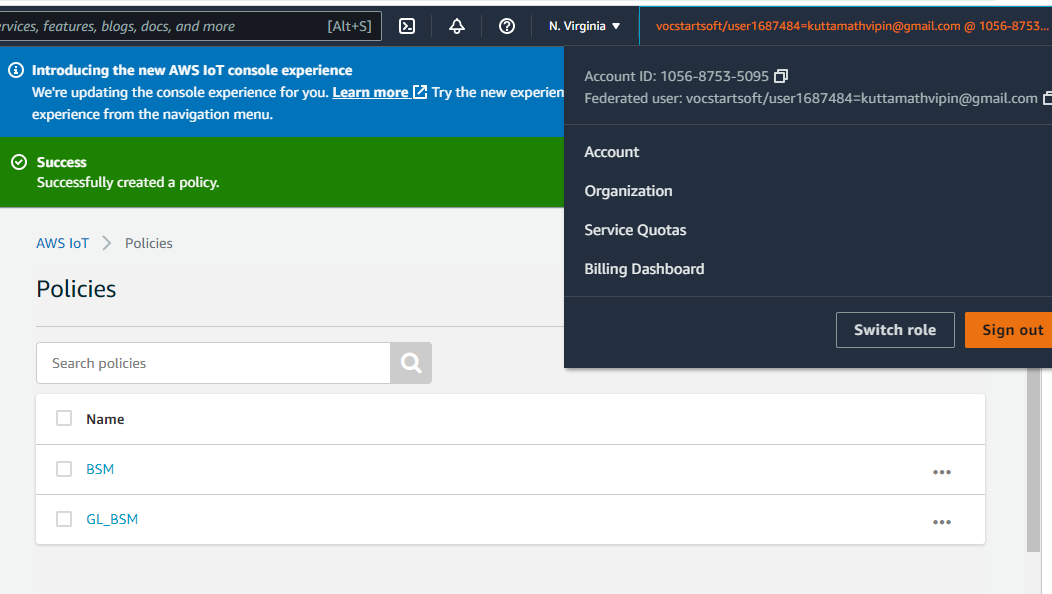 ervices, features, blogs, docs, and more [Alt+S] N. Virginia vocstartsoft/user1687484=kuttamathvipin@gmail.com @ 1056-8753...
Introducing the new AWS IoT console experience
We're updating the console experience for you. Learn more Try the new experien
experience from the navigation menu.
Success
Successfully created a policy.
Account ID: 1056-8753-5095
Federated user: vocstartsoft/user1687484=kuttamathvipin@gmail.com
Account
Organization
Service Quotas
Billing Dashboard
Switch role Sign out
AWS IoT Policies
Policies
Search policies
Name
BSM
GL_BSM